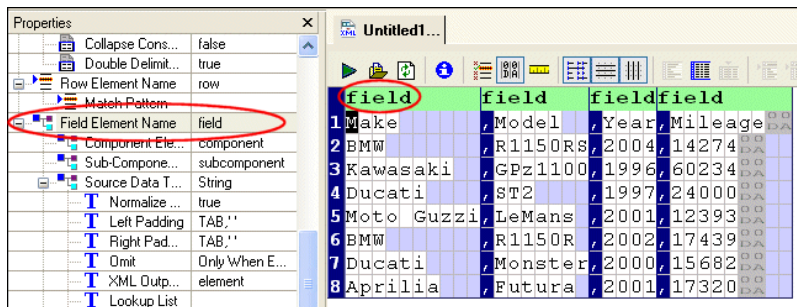 Properties
Collapse Cons... false
Double Delimit... true
Row Element Name row
Match Pattern
Field Element Name field
Component Ele... component
Sub-Compone... subcomponent
Source Data T... String
Normalize ... true
Left Padding TAB,' '
Right Pad... TAB,' '
Omit Only When E...
XML Outp... element
Lookup List
Untitled1...
field field field field
1 Make ,Model ,Year,Mileage
2 BMW ,R1150RS,2004,14274
3 Kawasaki ,GPz1100,1996,60234
4 Ducati ,ST2 ,1997,24000
5 Moto Guzzi,LeMans ,2001,12393
6 BMW ,R1150R ,2002,17439
7 Ducati ,Monster,2000,15682
8 Aprilia ,Futura ,2001,17320